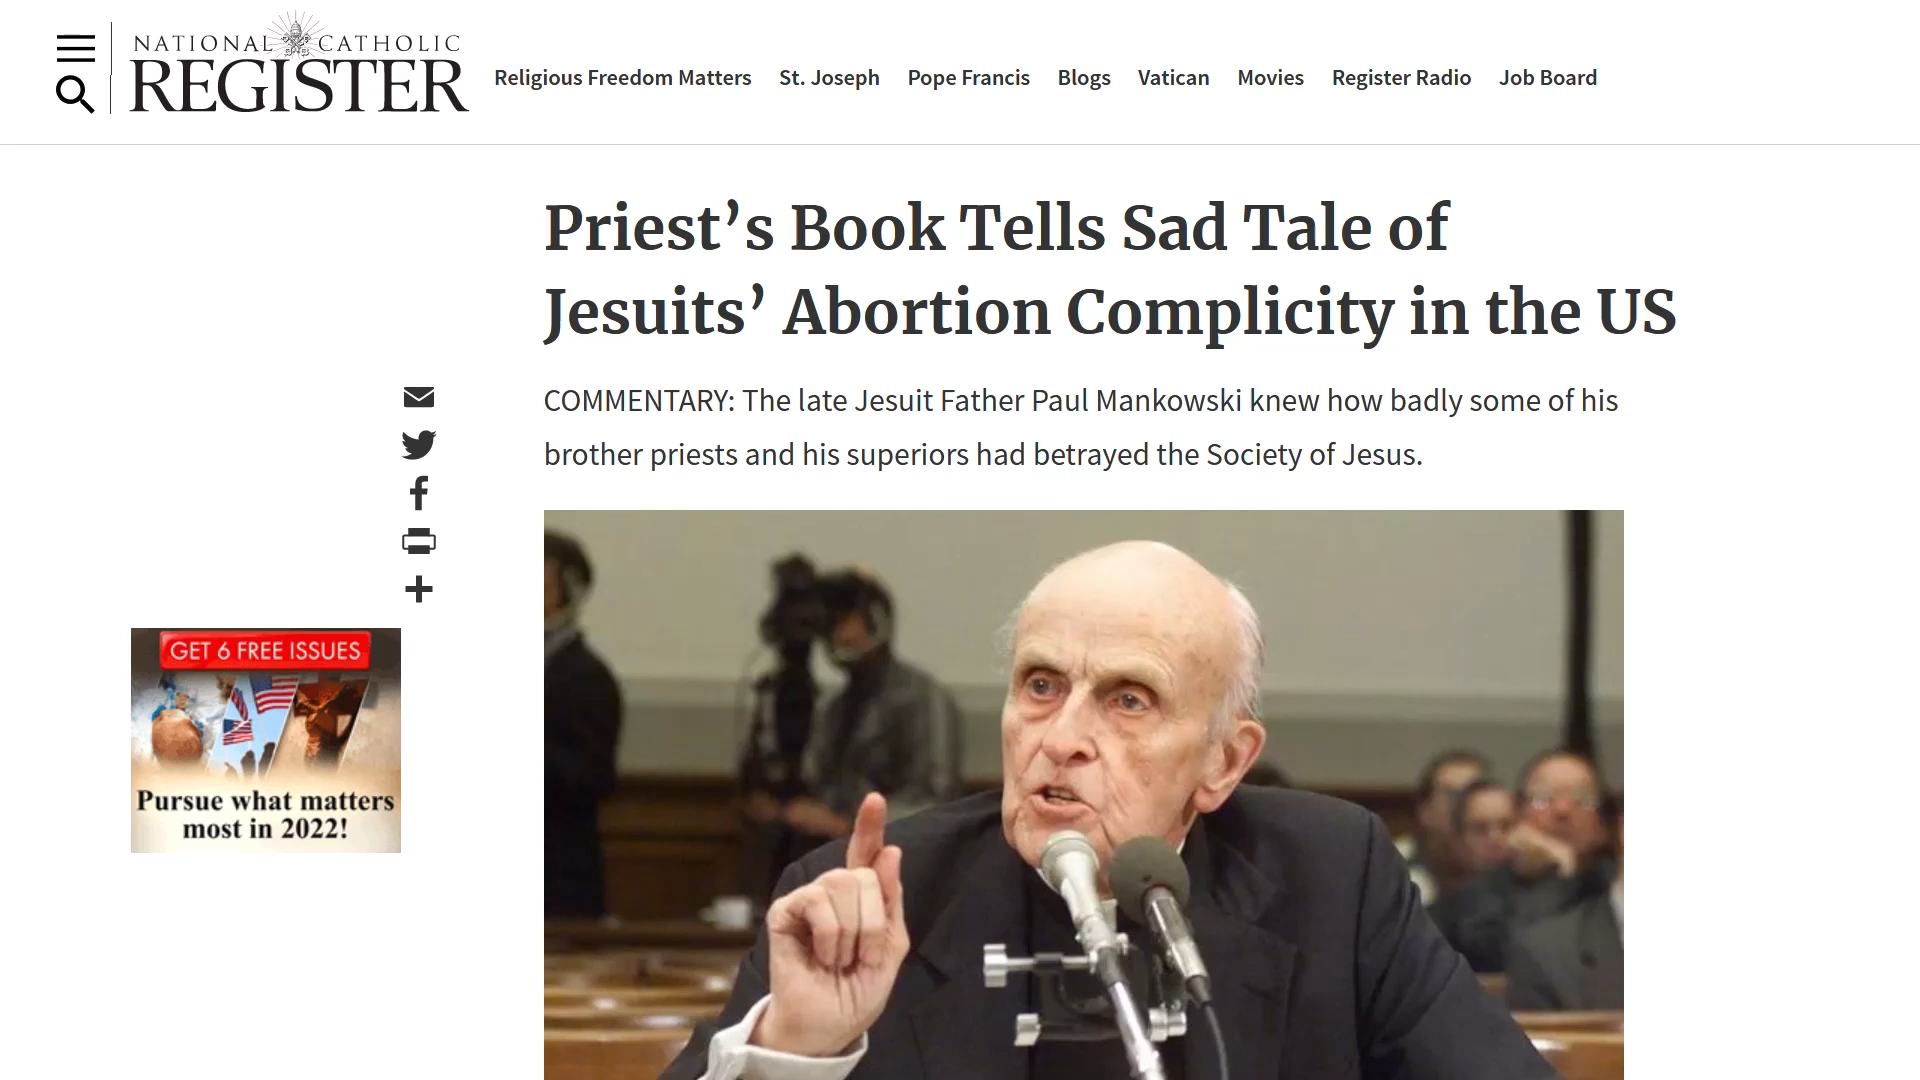 NATIONAL CATHOLIC
REGISTER
Religious Freedom Matters St. Joseph Pope Francis Blogs Vatican Movies Register Radio Job Board
Priest’s Book Tells Sad Tale of
Jesuits’ Abortion Complicity in the US
COMMENTARY: The late Jesuit Father Paul Mankowski knew how badly some of his
brother priests and his superiors had betrayed the Society of Jesus.
GET 6 FREE ISSUES
Pursue what matters
most in 2022!